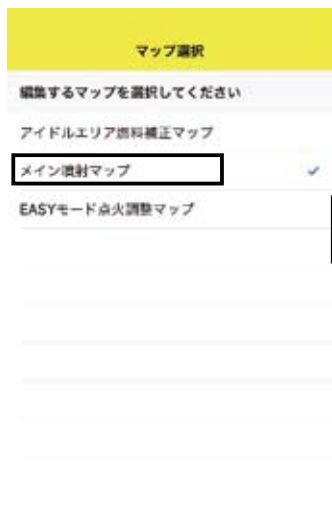 マップ選択
編集するマップを選択してください
アイドルエリア燃料補正マップ
メイン噴射マップ
EASYモード点火調整マップ